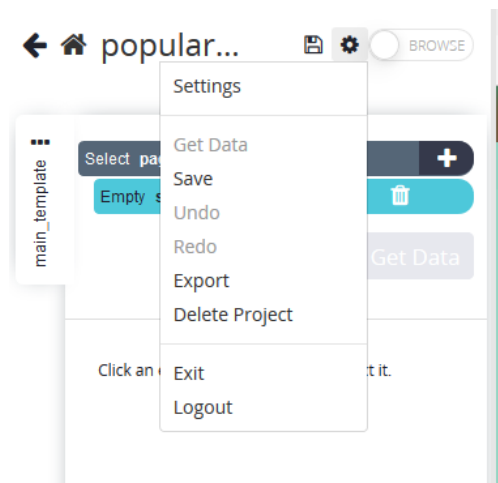 popular...
BROWSE
Settings
main_template
Select
Get Data
Save
Empty
Undo
Redo
Get Data
Export
Delete Project
Click an
it.
Exit
Logout